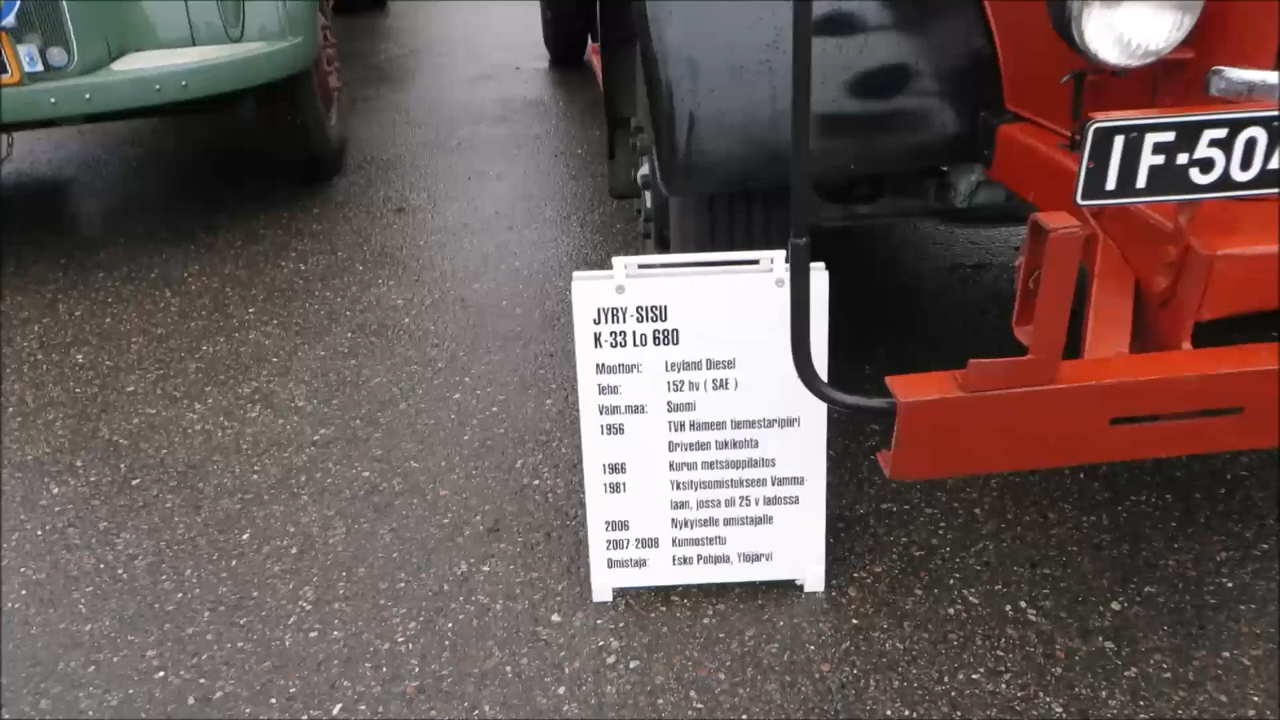 IF-50
JYRY-SISU
K-33 Lo 680
Moottori: Leyland Diesel
Teho: 152 hv ( SAE )
Valm.maa: Suomi
1956 TVH Hämeen tiemestaripiiri
Oriveden tukikohta
1966 Kurun metsäoppilaitos
1981 Yksityisomistukseen Vamma-
laan, jossa oli 25 v ladossa
2006 Nykyiselle omistajalle
2007-2008 Kunnostettu
Omistaja: Esko Pohjola, Ylöjärvi